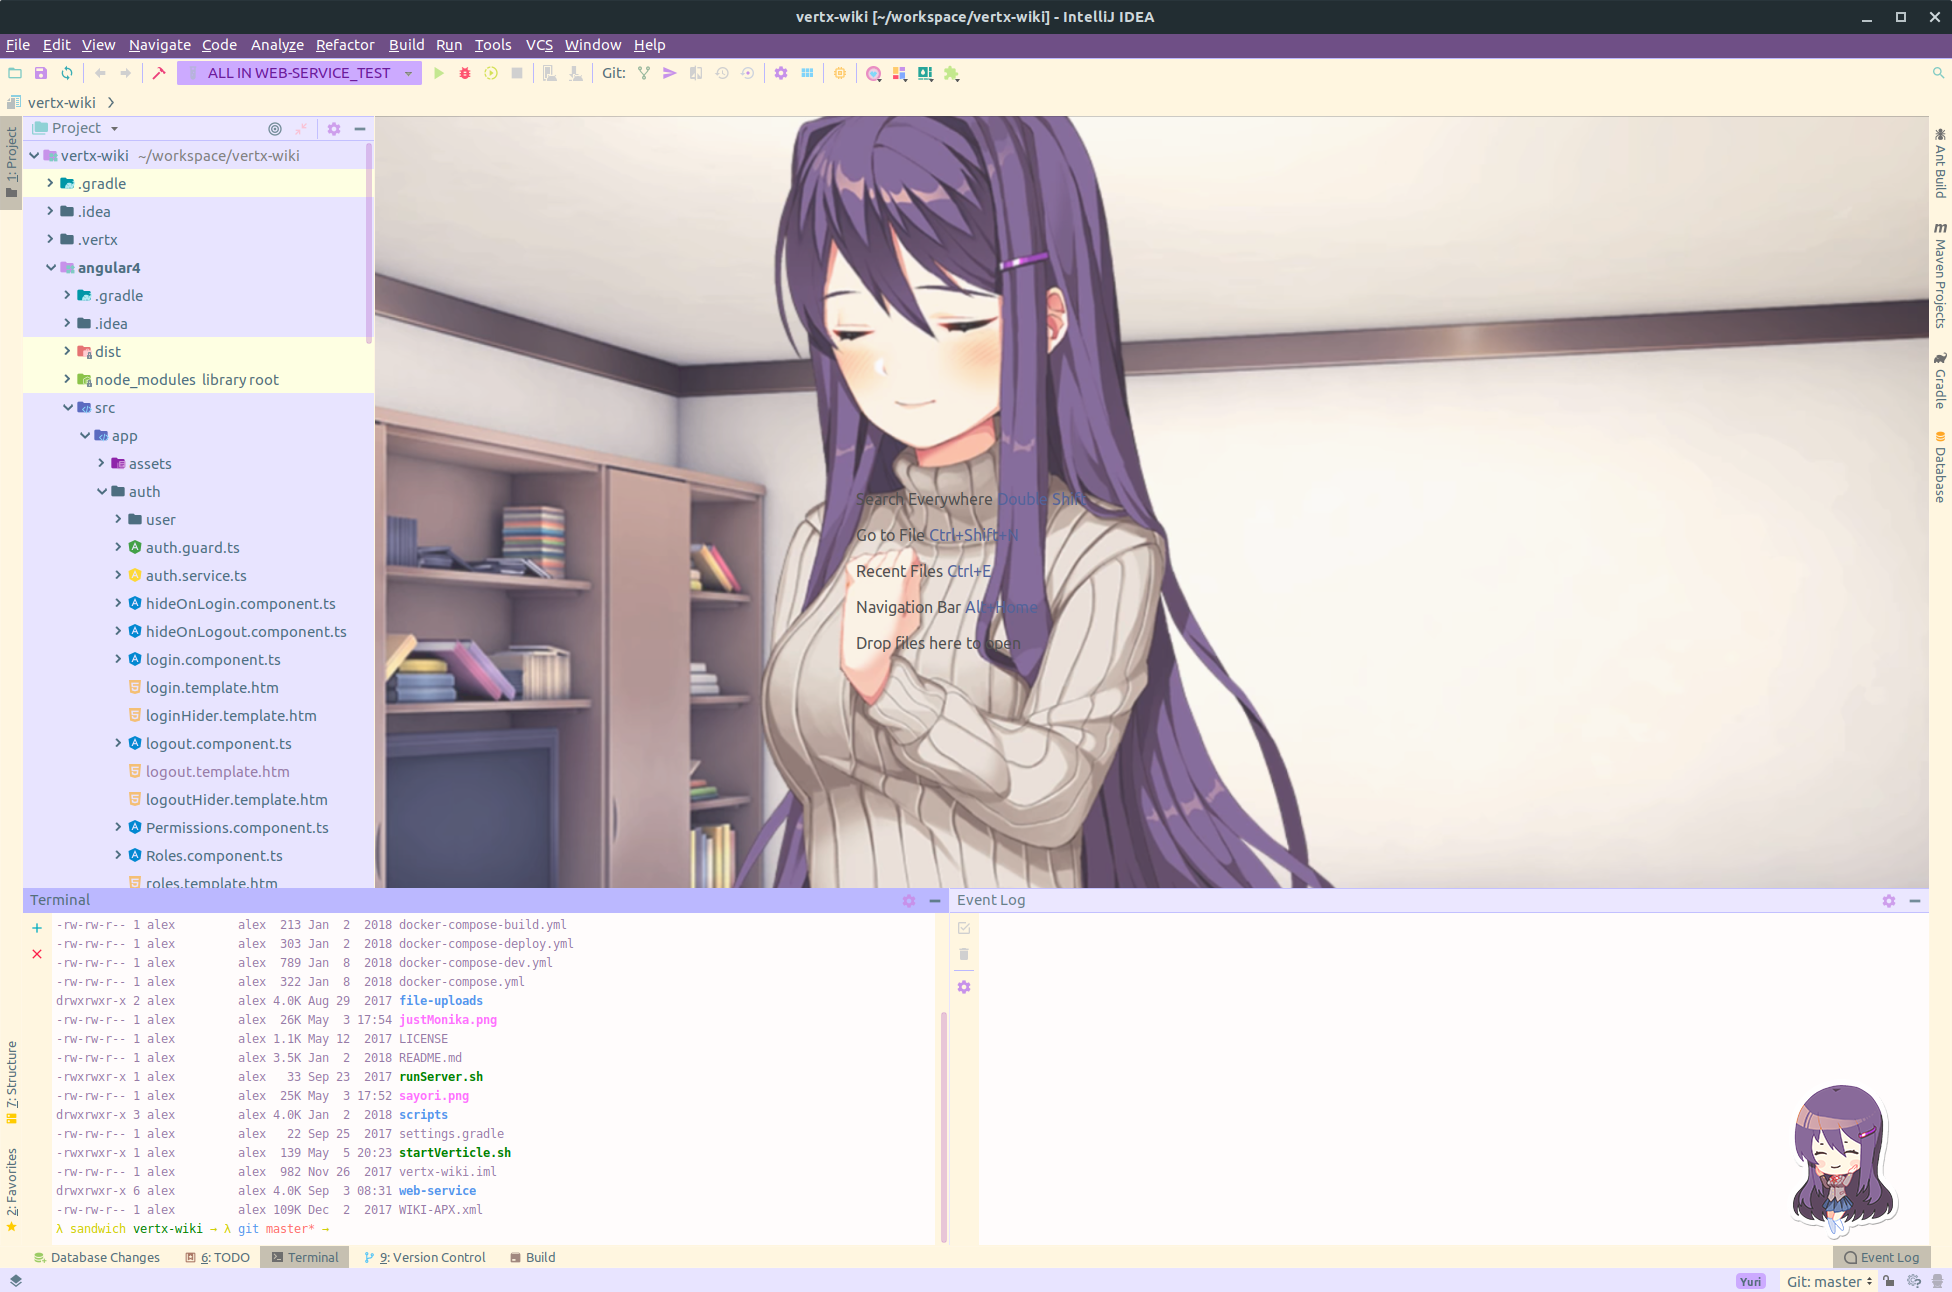 vertx-wiki [~/workspace/vertx-wiki] - IntelliJ IDEA
File Edit View Navigate Code Analyze Refactor Build Run Tools VCS Window Help
ALL IN WEB-SERVICE_TEST Git:
vertx-wiki
1: Project
Project
vertx-wiki ~/workspace/vertx-wiki
.gradle
.idea
.vertx
angular4
.gradle
.idea
dist
node_modules library root
src
app
assets
auth
user
auth.guard.ts
auth.service.ts
hideOnLogin.component.ts
hideOnLogout.component.ts
login.component.ts
login.template.htm
loginHider.template.htm
logout.component.ts
logout.template.htm
logoutHider.template.htm
Permissions.component.ts
Roles.component.ts
roles.template.htm
Search Everywhere Double Shift
Go to File Ctrl+Shift+N
Recent Files Ctrl+E
Navigation Bar Alt+Home
Drop files here to open
Ant Build
m Maven Projects
Gradle
Database
7: Structure
2: Favorites
Terminal
-rw-rw-r-- 1 alex alex 213 Jan 2 2018 docker-compose-build.yml
-rw-rw-r-- 1 alex alex 303 Jan 2 2018 docker-compose-deploy.yml
-rw-rw-r-- 1 alex alex 789 Jan 8 2018 docker-compose-dev.yml
-rw-rw-r-- 1 alex alex 322 Jan 8 2018 docker-compose.yml
drwxrwxr-x 2 alex alex 4.0K Aug 29 2017 file-uploads
-rw-rw-r-- 1 alex alex 26K May 3 17:54 justMonika.png
-rw-rw-r-- 1 alex alex 1.1K May 12 2017 LICENSE
-rw-rw-r-- 1 alex alex 3.5K Jan 2 2018 README.md
-rwxrwxr-x 1 alex alex 33 Sep 23 2017 runServer.sh
-rw-rw-r-- 1 alex alex 25K May 3 17:52 sayori.png
drwxrwxr-x 3 alex alex 4.0K Jan 2 2018 scripts
-rw-rw-r-- 1 alex alex 22 Sep 25 2017 settings.gradle
-rwxrwxr-x 1 alex alex 139 May 5 20:23 startVerticle.sh
-rw-rw-r-- 1 alex alex 982 Nov 26 2017 vertx-wiki.iml
drwxrwxr-x 6 alex alex 4.0K Sep 3 08:31 web-service
-rw-rw-r-- 1 alex alex 109K Dec 2 2017 WIKI-APX.xml
λ sandwich vertx-wiki → λ git master* →
Event Log
Database Changes 6: TODO Terminal 9: Version Control Build Event Log
Yuri Git: master